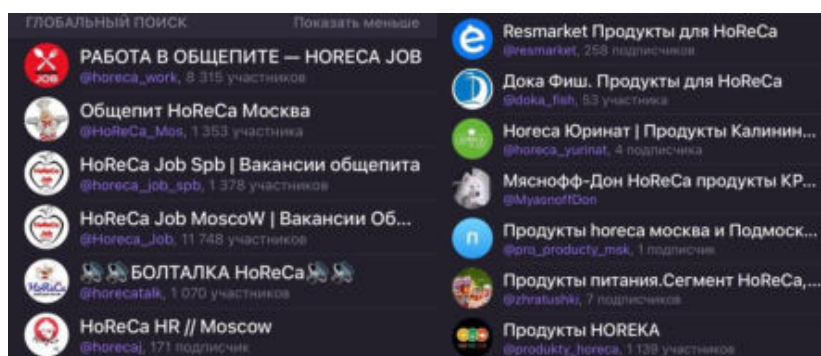 ГЛОБАЛЬНЫЙ ПОИСК Показать меньше
РАБОТА В ОБЩЕПИТЕ — HORECA JOB
@horeca_work, 8 315 участников
Общепит HoReCa Москва
@HoReCa_Mos, 1 353 участника
HoReCa Job Spb | Вакансии общепита
@horeca_job_spb, 1 378 участников
HoReCa Job MoscoW | Вакансии Об...
@Horeca_Job, 11 748 участников
БОЛТАЛКА HoReCa
@horecatalk, 1 070 участников
HoReCa HR // Moscow
@horecaj, 171 подписчик
Resmarket Продукты для HoReCa
@resmarket, 258 подписчиков
Дока Фиш. Продукты для HoReCa
@doka_fish, 53 участника
Horeca Юринат | Продукты Калинин...
@horeca_yurinat, 4 подписчика
Мяснофф-Дон HoReCa продукты КР...
@MyasnoffDon
П
Продукты horeca москва и Подмоск...
@pro_producty_msk, 1 подписчик
Продукты питания.Сегмент HoReCa,...
@zhratushki, 7 подписчиков
Продукты HOREKA
@produkty_horeca, 1 139 участников